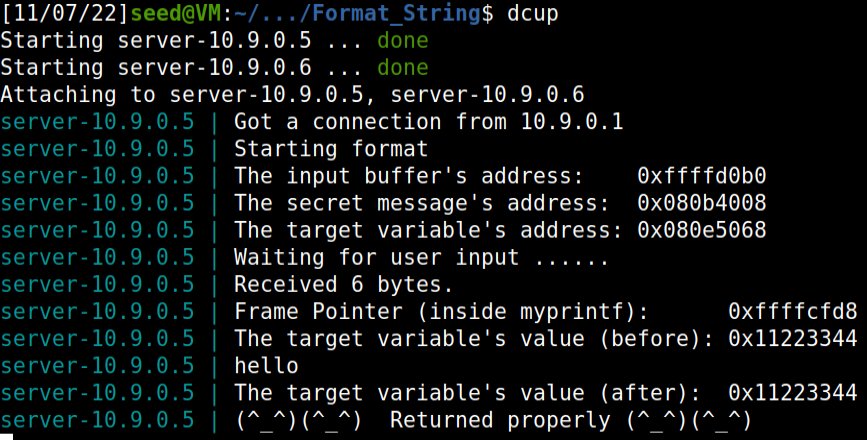 [11/07/22]seed@VM:~/.../Format_String$ dcup
Starting server-10.9.0.5 ... done
Starting server-10.9.0.6 ... done
Attaching to server-10.9.0.5, server-10.9.0.6
server-10.9.0.5 | Got a connection from 10.9.0.1
server-10.9.0.5 | Starting format
server-10.9.0.5 | The input buffer's address:    0xffffd0b0
server-10.9.0.5 | The secret message's address:  0x080b4008
server-10.9.0.5 | The target variable's address: 0x080e5068
server-10.9.0.5 | Waiting for user input ......
server-10.9.0.5 | Received 6 bytes.
server-10.9.0.5 | Frame Pointer (inside myprintf):      0xffffcfd8
server-10.9.0.5 | The target variable's value (before): 0x11223344
server-10.9.0.5 | hello
server-10.9.0.5 | The target variable's value (after):  0x11223344
server-10.9.0.5 | (^_^)(^_^)  Returned properly (^_^)(^_^)